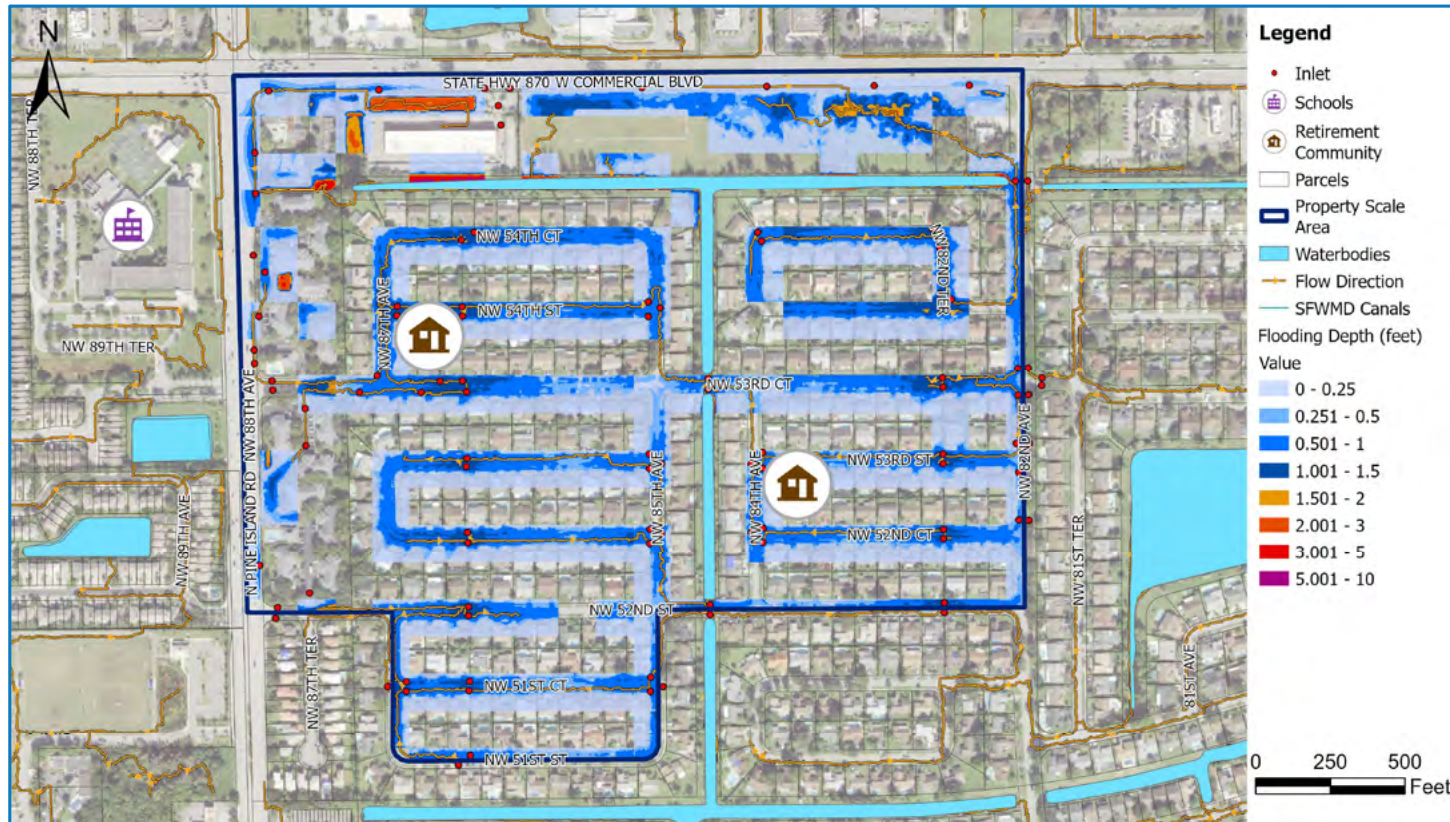 N
STATE HWY 870 W COMMERCIAL BLVD
NW 88TH TER
NW 54TH CT
NW 82ND TER
NW 87TH AVE
NW 54TH ST
NW 89TH TER
N PINE ISLAND RD NW 88TH AVE
NW 53RD CT
NW 85TH AVE
NW 84TH AVE
NW 53RD ST
NW 82ND AVE
NW 52ND CT
NW 89TH AVE
NW 81ST TER
NW 52ND ST
NW 87TH TER
NW 51ST CT
81ST AVE
NW 51ST ST
Legend
Inlet
Schools
Retirement
Community
Parcels
Property Scale
Area
Waterbodies
Flow Direction
SFWMD Canals
Flooding Depth (feet)
Value
0 - 0.25
0.251 - 0.5
0.501 - 1
1.001 - 1.5
1.501 - 2
2.001 - 3
3.001 - 5
5.001 - 10
0 250 500
Feet